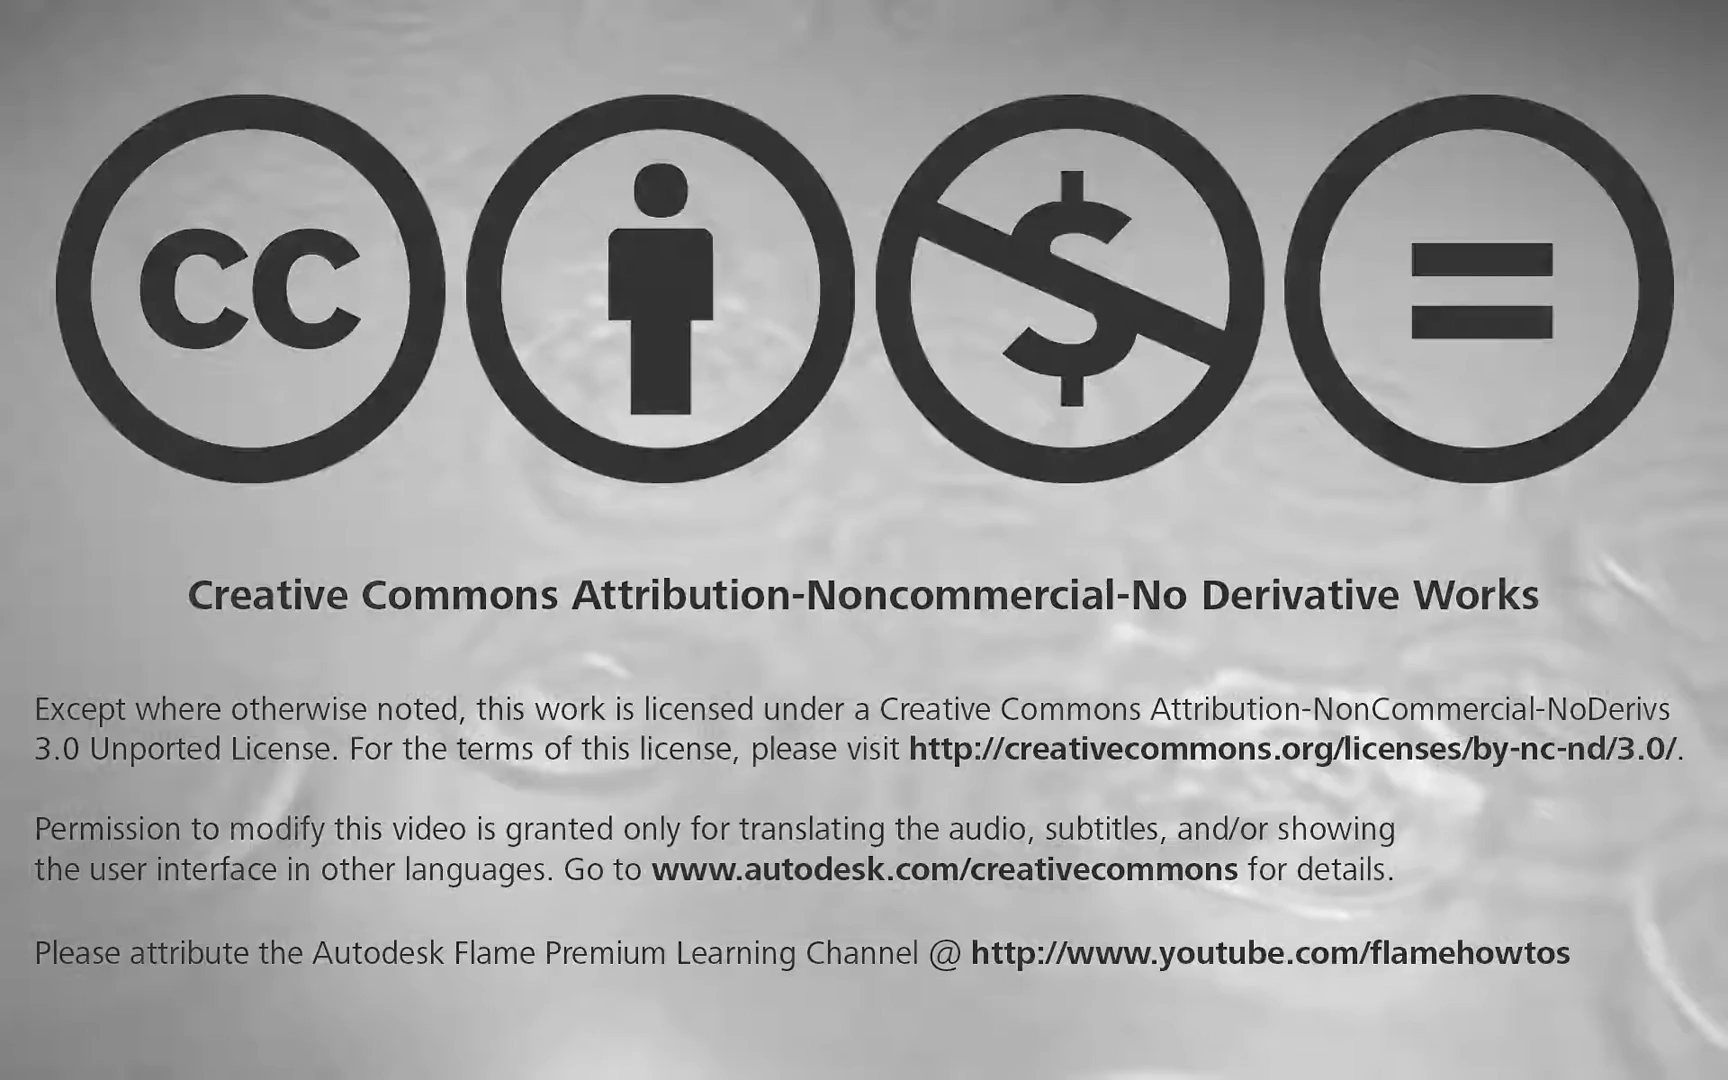 cc
$
=
Creative Commons Attribution-Noncommercial-No Derivative Works
Except where otherwise noted, this work is licensed under a Creative Commons Attribution-NonCommercial-NoDerivs
3.0 Unported License. For the terms of this license, please visit http://creativecommons.org/licenses/by-nc-nd/3.0/.
Permission to modify this video is granted only for translating the audio, subtitles, and/or showing
the user interface in other languages. Go to www.autodesk.com/creativecommons for details.
Please attribute the Autodesk Flame Premium Learning Channel @ http://www.youtube.com/flamehowtos